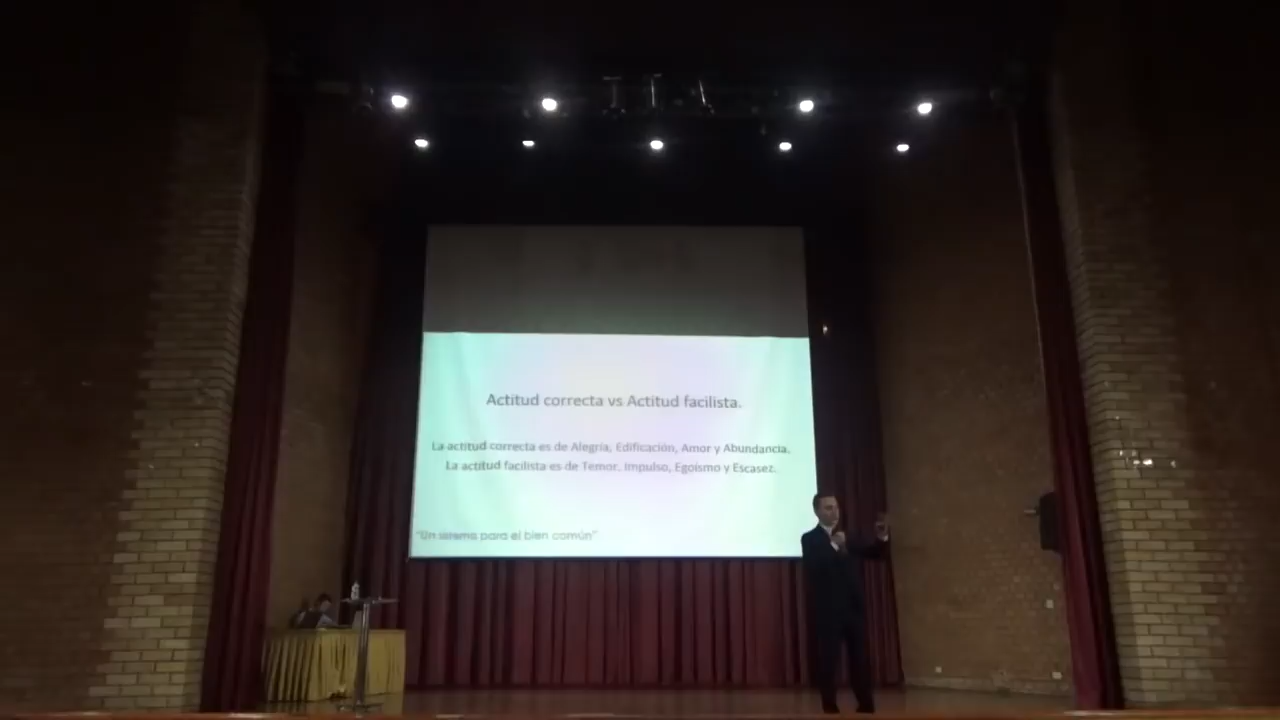 Actitud correcta vs Actitud facilista.
La actitud correcta es de Alegría, Edificación, Amor y Abundancia.
La actitud facilista es de Temor, Impulso, Egoísmo y Escasez.
"Un sistema para el bien común"